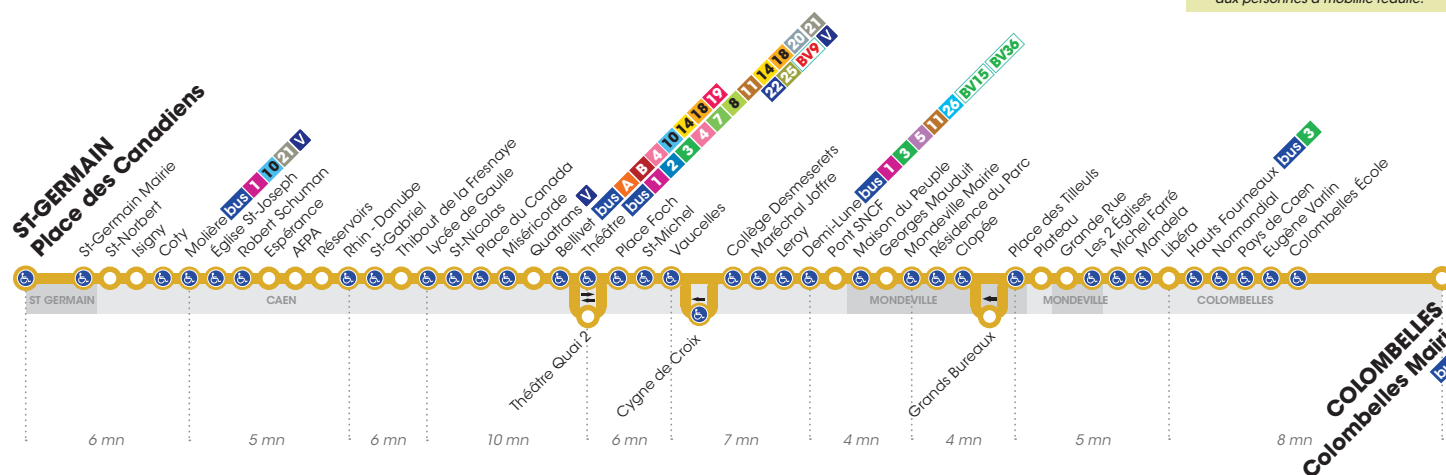 aux personnes à mobilité réduite.
ST-GERMAIN
Place des Canadiens
St-Germain Mairie
St-Norbert
Isigny
Coty
Molière bus 1 10 21 V
Église St-Joseph
Robert Schuman
Espérance
AFPA
Réservoirs
Rhin - Danube
St-Gabriel
Thibout de la Fresnaye
Lycée de Gaulle
St-Nicolas
Place du Canada
Miséricorde
Quatrans V
Bellivet bus A B 4 10 14 18 19
Théâtre bus 1 2 3 4 7 8 11 14 18 20 21
22 25 BV9 V
Place Foch
St-Michel
Vaucelles
Collège Desmeserets
Maréchal Joffre
Leroy
Demi-Lune bus 1 3 5 11 26 BV15 BV36
Pont SNCF
Maison du Peuple
Georges Mauduit
Mondeville Mairie
Résidence du Parc
Clopée
Place des Tilleuls
Plateau
Grande Rue
Les 2 Églises
Michel Farré
Mandela
Libéra
Hauts Fourneaux bus 3
Normandial
Pays de Caen
Eugène Varin
Colombelles École
COLOMBELLES
Colombelles Mairi
ST GERMAIN
CAEN
MONDEVILLE
MONDEVILLE
COLOMBELLES
Théâtre Quai 2
Cygne de Croix
Grands Bureaux
6 mn
5 mn
6 mn
10 mn
6 mn
7 mn
4 mn
4 mn
5 mn
8 mn